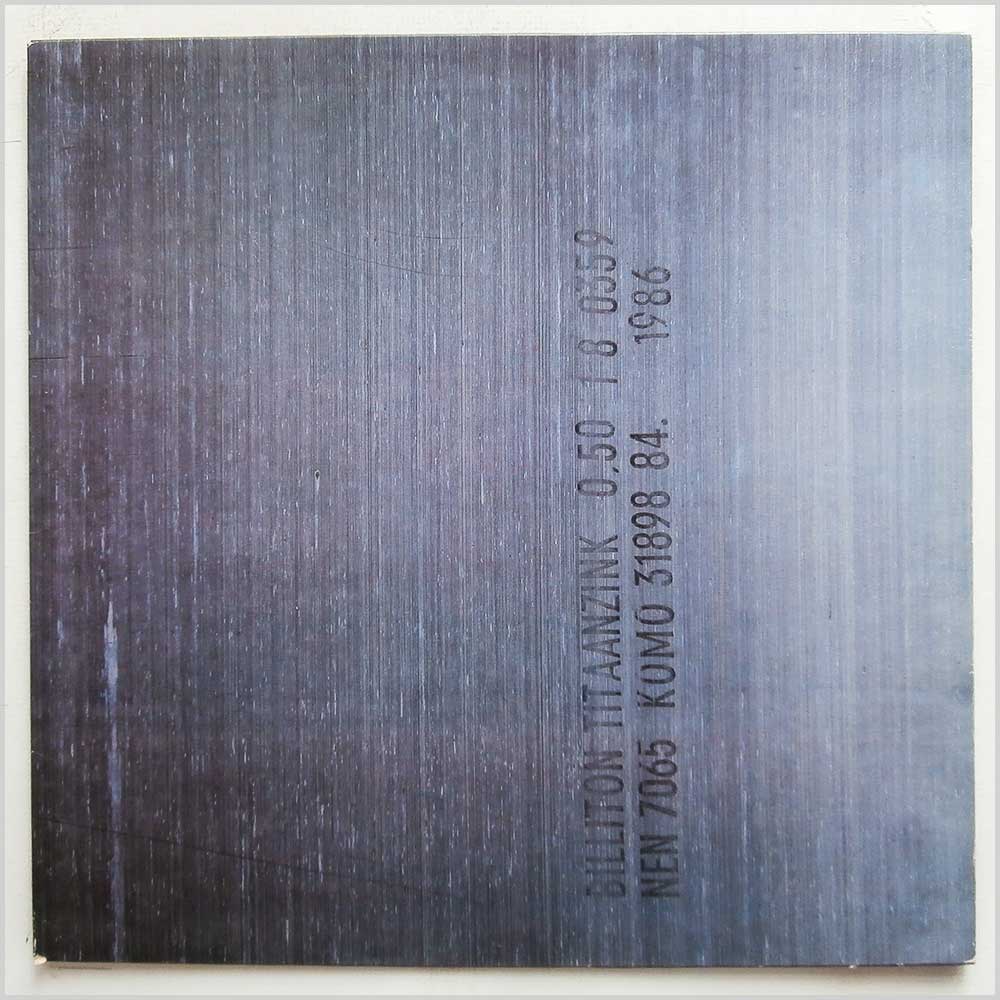 BILLITON TITAANZINK 0,50 1 8 0359
NEN 7065 KUMO 31898 84. 1986